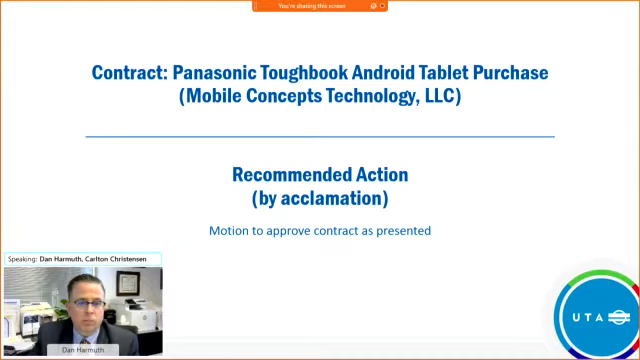 You're sharing this screen
Contract: Panasonic Toughbook Android Tablet Purchase
(Mobile Concepts Technology, LLC)
Recommended Action
(by acclamation)
Motion to approve contract as presented
Speaking: Dan Harmuth, Carlton Christensen
Dan Harmuth
U T A